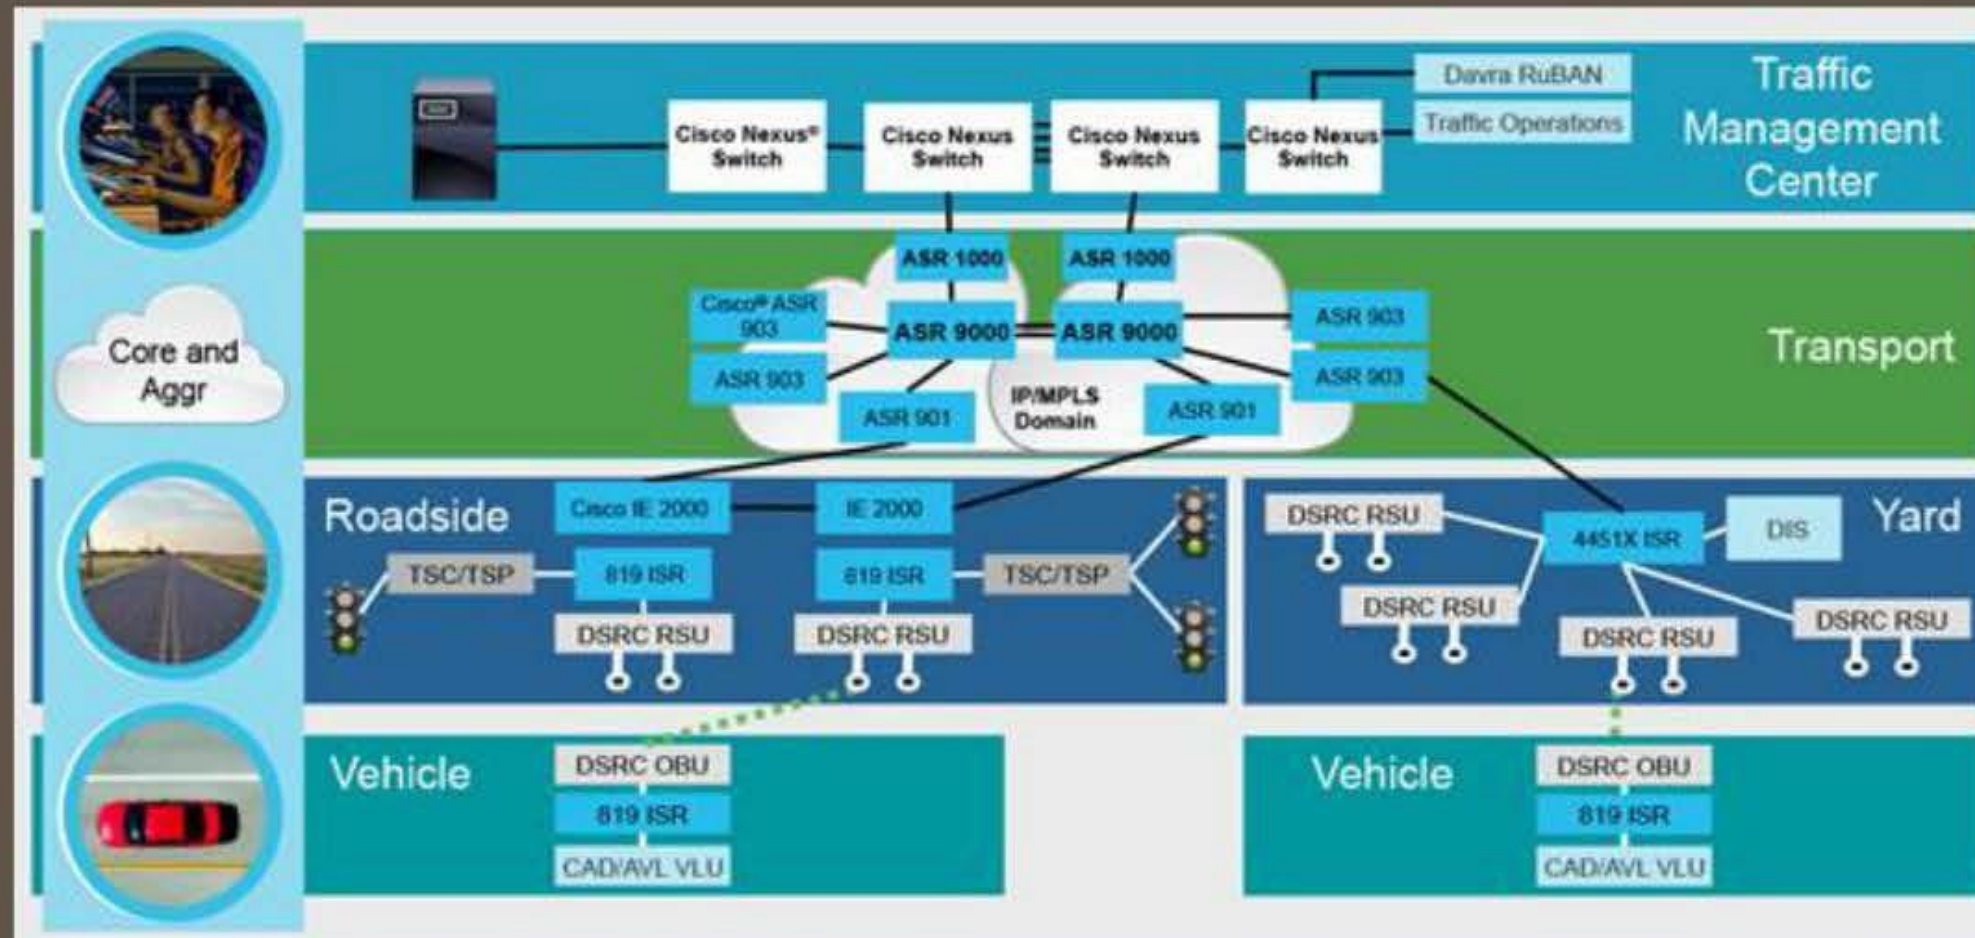 Davra RuBAN
Traffic Operations
Traffic
Management
Center
Cisco Nexus®
Switch
Cisco Nexus
Switch
Cisco Nexus
Switch
Cisco Nexus
Switch
Core and
Aggr
ASR 1000
ASR 1000
Cisco® ASR
903
ASR 9000
ASR 9000
ASR 903
ASR 903
ASR 903
ASR 901
IP/MPLS
Domain
ASR 901
Transport
Roadside
Cisco IE 2000
IE 2000
TSC/TSP
819 ISR
819 ISR
TSC/TSP
DSRC RSU
DSRC RSU
Yard
DSRC RSU
4451X ISR
DIS
DSRC RSU
DSRC RSU
DSRC RSU
Vehicle
DSRC OBU
819 ISR
CAD/AVL VLU
Vehicle
DSRC OBU
819 ISR
CAD/AVL VLU